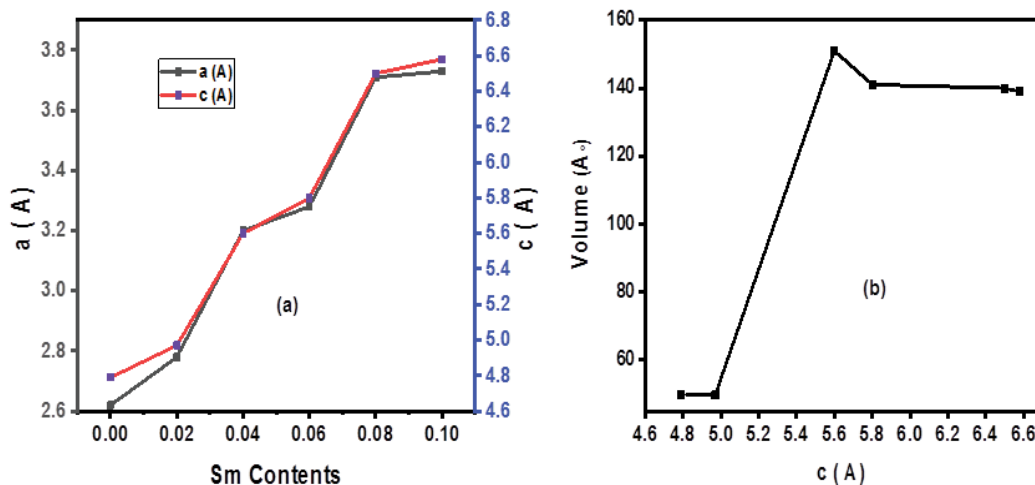 3.8
3.6
3.4
3.2
3.0
2.8
2.6
a ( A)
a (A)
c (A)
(a)
0.00 0.02 0.04 0.06 0.08 0.10
Sm Contents
6.8
6.6
6.4
6.2
6.0
5.8
5.6
5.4
5.2
5.0
4.8
4.6
c ( A)
160
140
120
100
80
60
Volume (A◦)
(b)
4.6 4.8 5.0 5.2 5.4 5.6 5.8 6.0 6.2 6.4 6.6
c ( A)